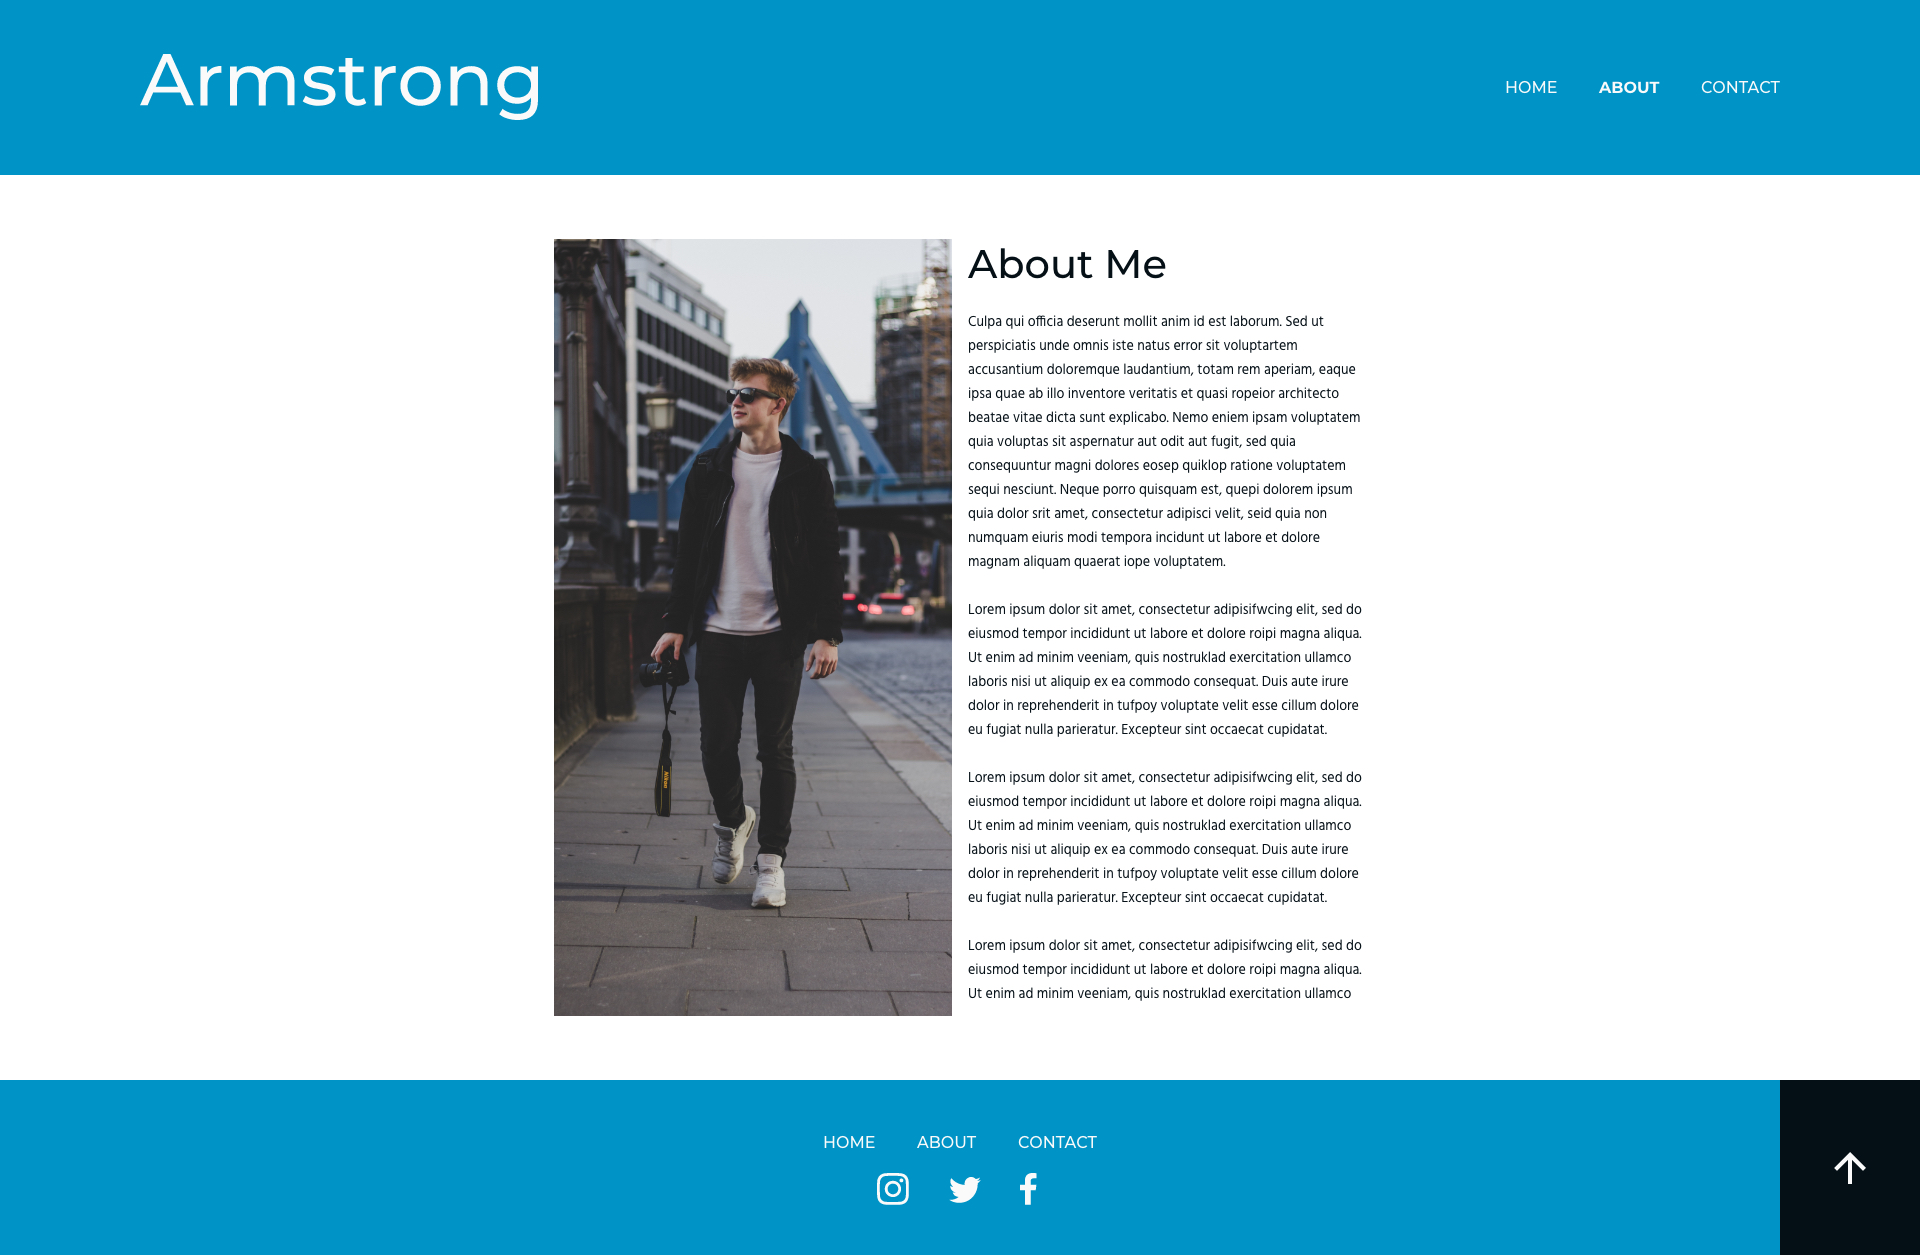 Armstrong
HOME ABOUT CONTACT
About Me
Culpa qui officia deserunt mollit anim id est laborum. Sed ut
perspiciatis unde omnis iste natus error sit voluptartem
accusantium doloremque laudantium, totam rem aperiam, eaque
ipsa quae ab illo inventore veritatis et quasi ropeior architecto
beatae vitae dicta sunt explicabo. Nemo eniem ipsam voluptatem
quia voluptas sit aspernatur aut odit aut fugit, sed quia
consequuntur magni dolores eosep quiklop ratione voluptatem
sequi nesciunt. Neque porro quisquam est, quepi dolorem ipsum
quia dolor srit amet, consectetur adipisci velit, seid quia non
numquam eiuris modi tempora incidunt ut labore et dolore
magnam aliquam quaerat iope voluptatem.
Lorem ipsum dolor sit amet, consectetur adipisifwcing elit, sed do
eiusmod tempor incididunt ut labore et dolore roipi magna aliqua.
Ut enim ad minim veeniam, quis nostruklad exercitation ullamco
laboris nisi ut aliquip ex ea commodo consequat. Duis aute irure
dolor in reprehenderit in tufpoy voluptate velit esse cillum dolore
eu fugiat nulla parieratur. Excepteur sint occaecat cupidatat.
Lorem ipsum dolor sit amet, consectetur adipisifwcing elit, sed do
eiusmod tempor incididunt ut labore et dolore roipi magna aliqua.
Ut enim ad minim veeniam, quis nostruklad exercitation ullamco
laboris nisi ut aliquip ex ea commodo consequat. Duis aute irure
dolor in reprehenderit in tufpoy voluptate velit esse cillum dolore
eu fugiat nulla parieratur. Excepteur sint occaecat cupidatat.
Lorem ipsum dolor sit amet, consectetur adipisifwcing elit, sed do
eiusmod tempor incididunt ut labore et dolore roipi magna aliqua.
Ut enim ad minim veeniam, quis nostruklad exercitation ullamco
Nikon
HOME ABOUT CONTACT